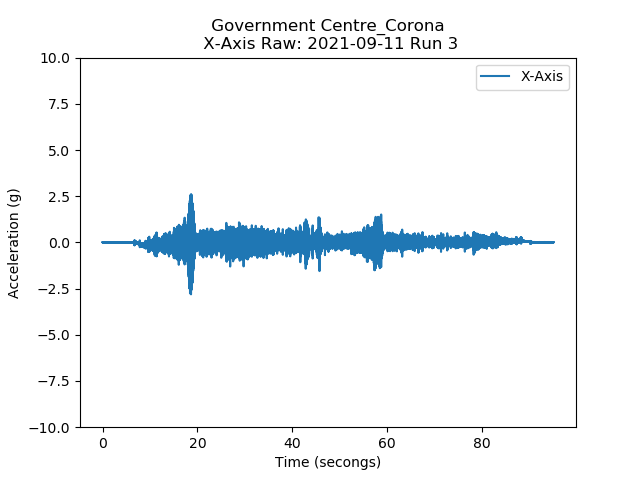 Government Centre_Corona
X-Axis Raw: 2021-09-11 Run 3
X-Axis
10.0
7.5
5.0
2.5
0.0
−2.5
−5.0
−7.5
−10.0
Acceleration (g)
0 20 40 60 80
Time (secongs)